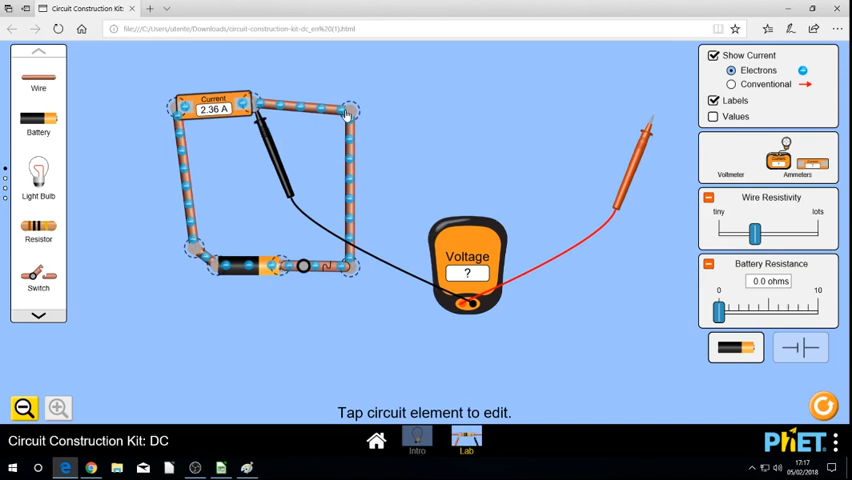 Circuit Construction Kit:
file:///C:/Users/utente/Downloads/circuit-construction-kit-dc_en (1).html
Wire
Battery
Light Bulb
Resistor
Switch
Current
2.36 A
Voltage
?
Show Current
Electrons
Conventional
Labels
Values
Voltmeter
Ammeters
Wire Resistivity
tiny
lots
Battery Resistance
0.0 ohms
0
10
Tap circuit element to edit.
Circuit Construction Kit: DC
Intro
Lab
PhET
17:17
05/02/2018